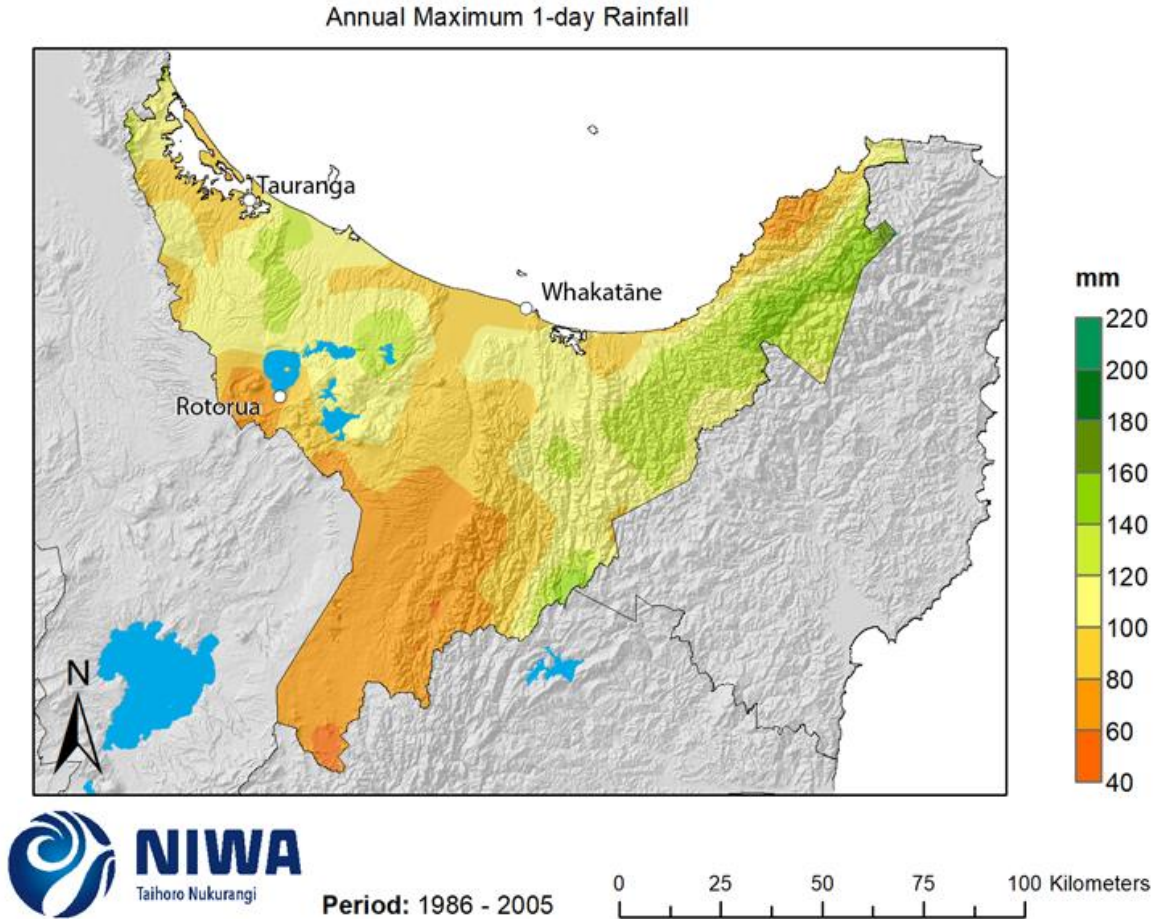 Annual Maximum 1-day Rainfall
Tauranga
Whakatāne
Rotorua
N
mm
220
200
180
160
140
120
100
80
60
40
NIWA
Taihoro Nukurangi
Period: 1986 - 2005
0 25 50 75 100 Kilometers